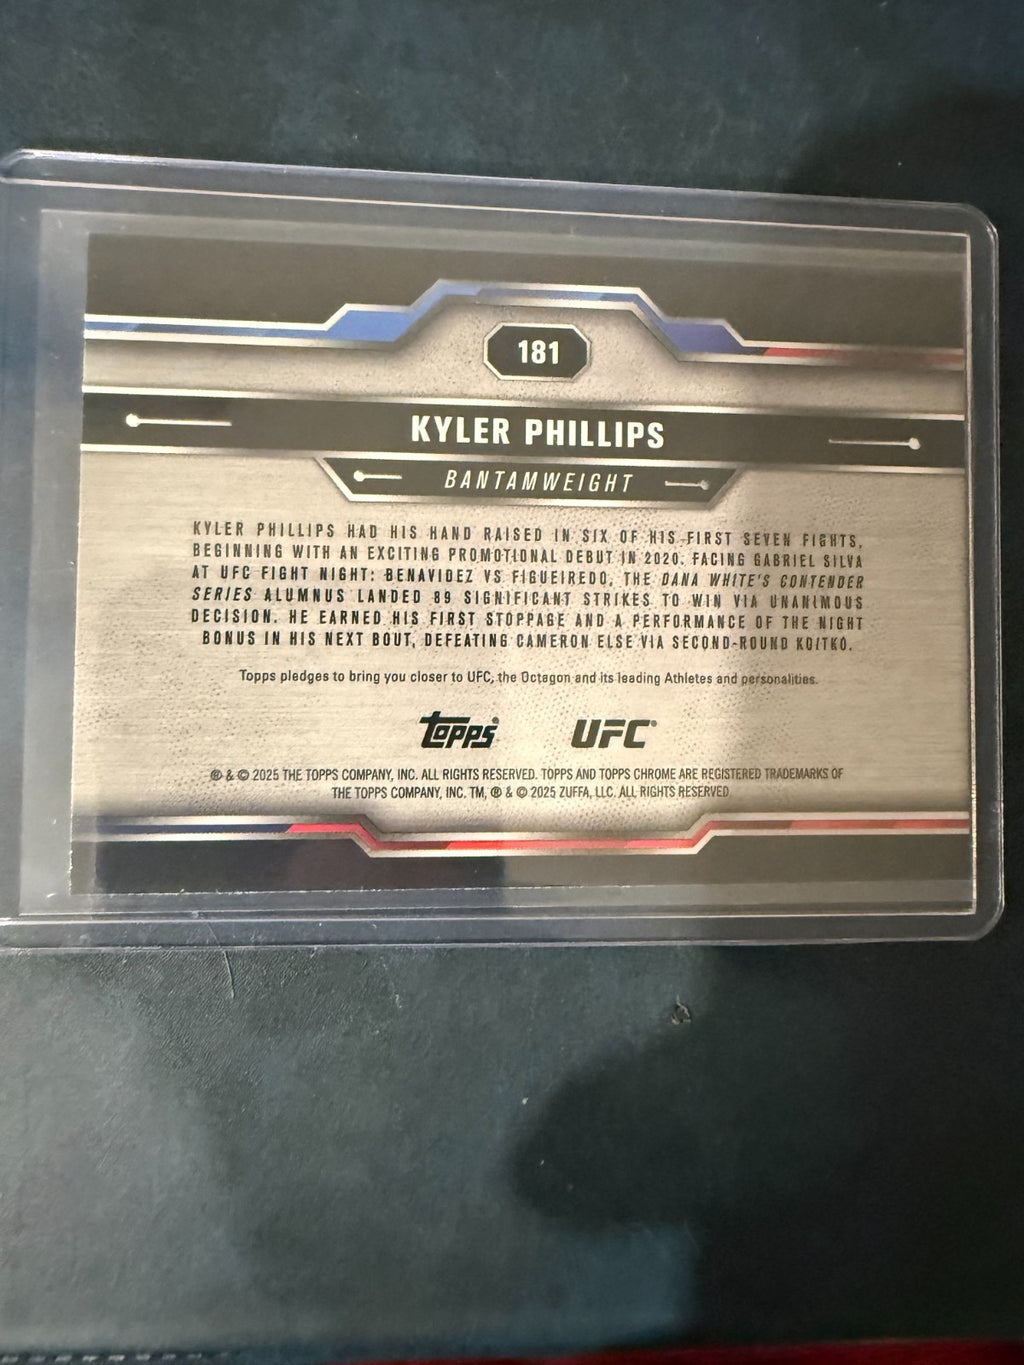 181
KYLER PHILLIPS
BANTAMWEIGHT
KYLER PHILLIPS HAD HIS HAND RAISED IN SIX OF HIS FIRST SEVEN FIGHTS,
BEGINNING WITH AN EXCITING PROMOTIONAL DEBUT IN 2020. FACING GABRIEL SILVA
AT UFC FIGHT NIGHT: BENAVIDEZ VS FIGUEIREDO, THE DANA WHITE'S CONTENDER
SERIES ALUMNUS LANDED 89 SIGNIFICANT STRIKES TO WIN VIA UNANIMOUS
DECISION. HE EARNED HIS FIRST STOPPAGE AND A PERFORMANCE OF THE NIGHT
BONUS IN HIS NEXT BOUT, DEFEATING CAMERON ELSE VIA SECOND-ROUND KO/TKO.
Topps pledges to bring you closer to UFC, the Octagon and its leading Athletes and personalities.
Topps® UFC®
® & © 2025 THE TOPPS COMPANY, INC. ALL RIGHTS RESERVED. TOPPS AND TOPPS CHROME ARE REGISTERED TRADEMARKS OF
THE TOPPS COMPANY, INC. TM, ® & © 2025 ZUFFA, LLC. ALL RIGHTS RESERVED